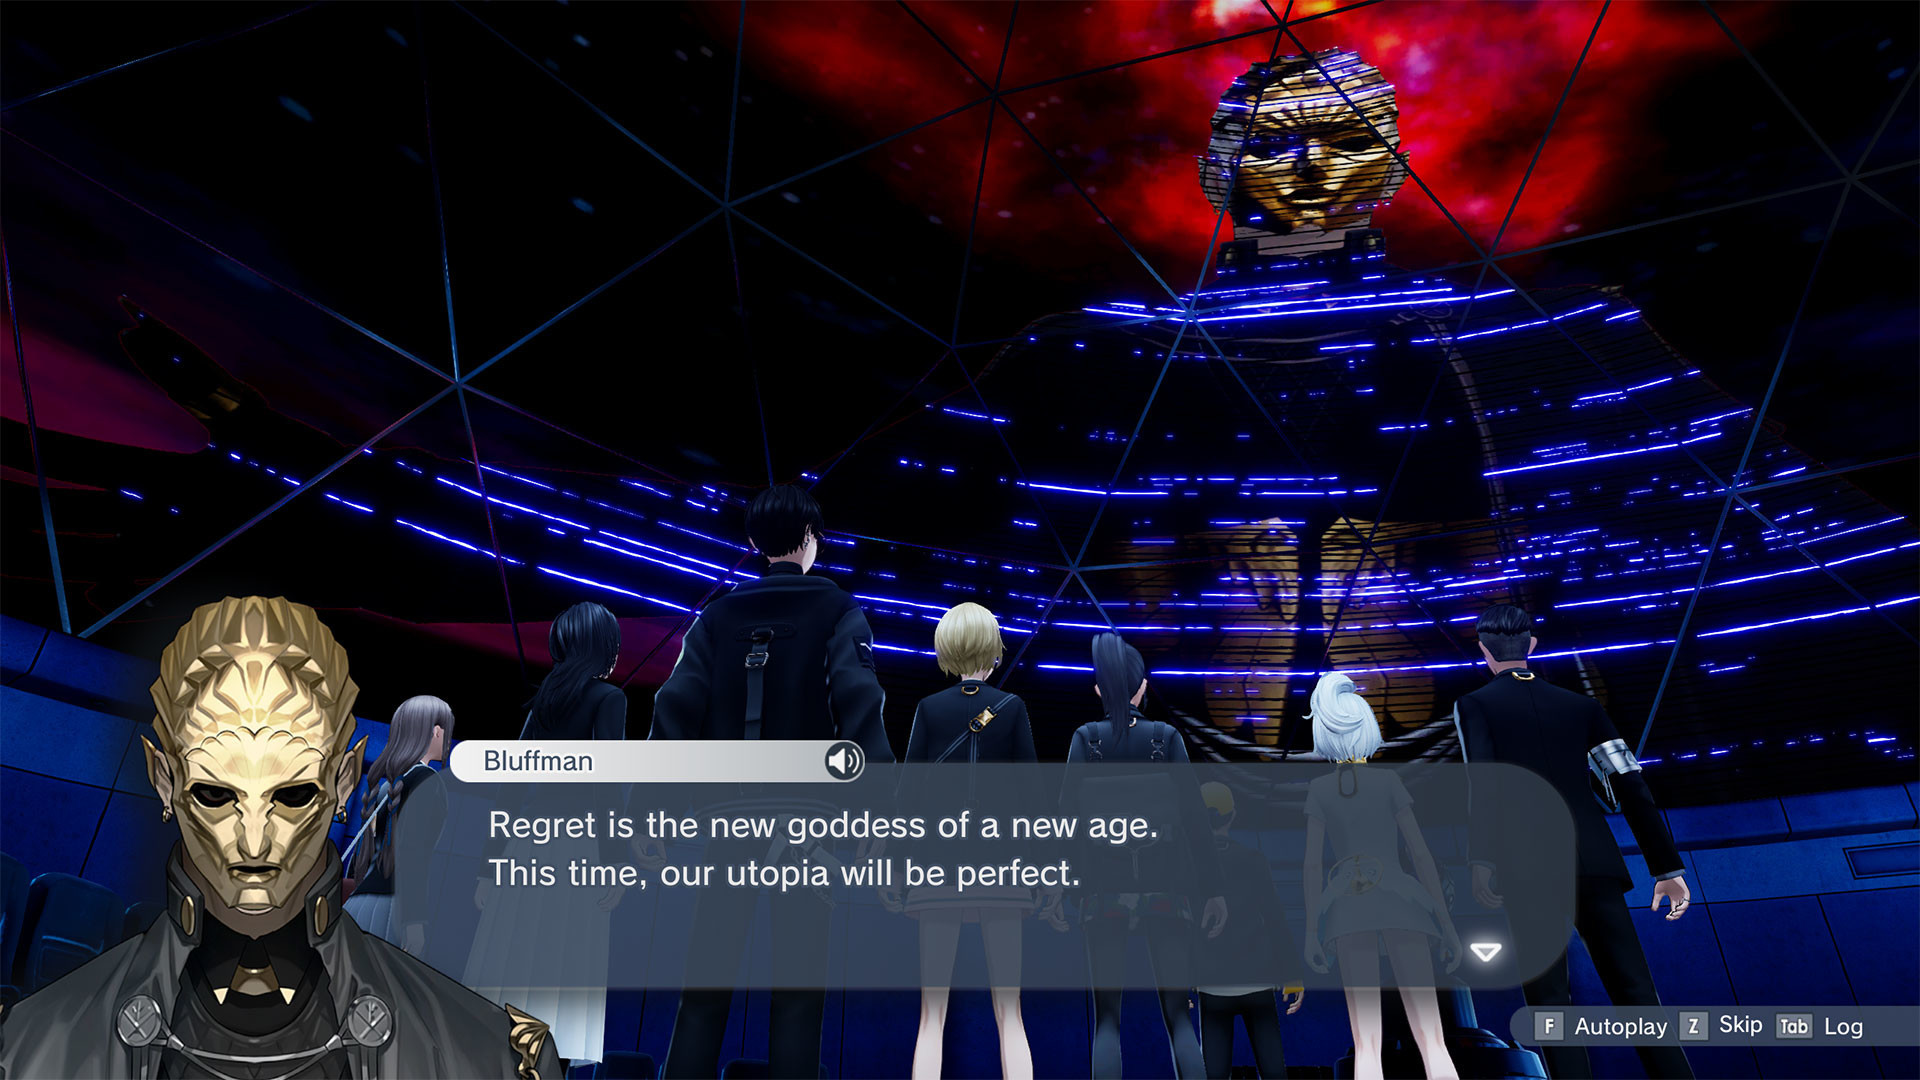 Bluffman
Regret is the new goddess of a new age.
This time, our utopia will be perfect.
F Autoplay Z Skip Tab Log